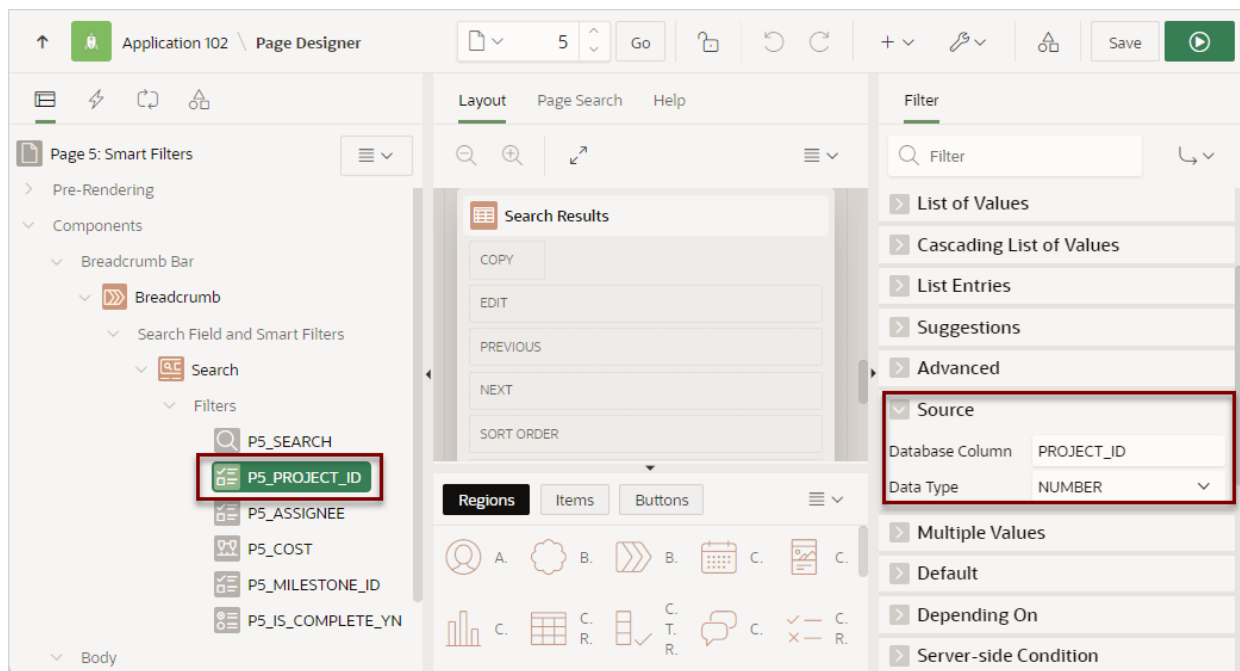 Application 102 \ Page Designer
5
Go
Save
Page 5: Smart Filters
Pre-Rendering
Components
Breadcrumb Bar
Breadcrumb
Search Field and Smart Filters
Search
Filters
P5_SEARCH
P5_PROJECT_ID
P5_ASSIGNEE
P5_COST
P5_MILESTONE_ID
P5_IS_COMPLETE_YN
Body
Layout Page Search Help
Search Results
COPY
EDIT
PREVIOUS
NEXT
SORT ORDER
Regions Items Buttons
A. B. B. C. C.
C. C. R. C. T. R. C. C. R.
Filter
Filter
List of Values
Cascading List of Values
List Entries
Suggestions
Advanced
Source
Database Column PROJECT_ID
Data Type NUMBER
Multiple Values
Default
Depending On
Server-side Condition